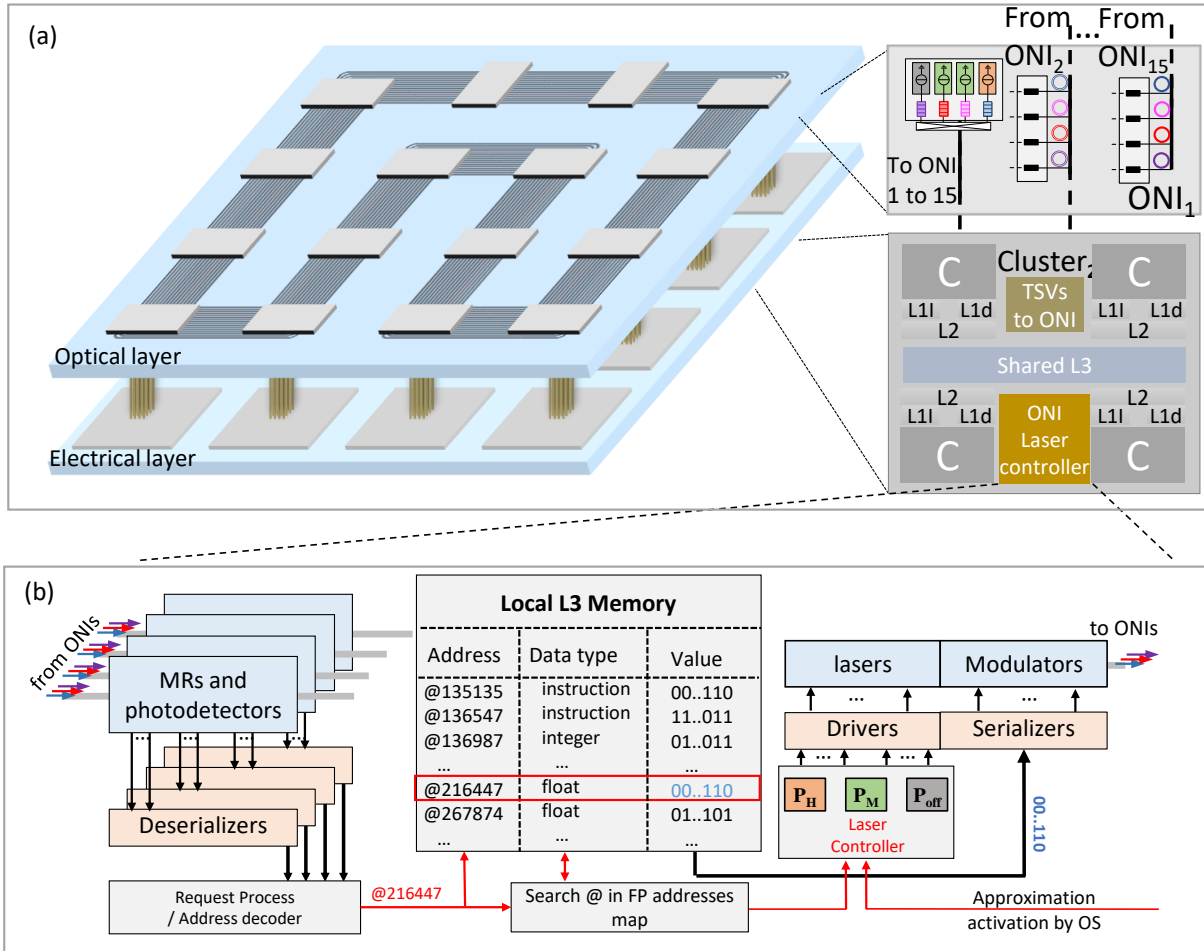 (a)
From ... From
ONI2 ONI15
To ONI
1 to 15
ONI1
Optical layer
Electrical layer
C Cluster2 C
TSVs
to ONI
L1I L1d L1I L1d
L2 L2
Shared L3
L2 L2
L1I L1d L1I L1d
C C
ONI
Laser
controller
(b)
from ONIs
MRs and
photodetectors
...
... ... ...
Deserializers
Request Process
/ Address decoder
@216447
Local L3 Memory
Address Data type Value
@135135 instruction 00..110
@136547 instruction 11..011
@136987 integer 01..011
... ... ...
@216447 float 00..110
@267874 float 01..101
... ... ...
Search @ in FP addresses
map
to ONIs
lasers Modulators
... ...
Drivers Serializers
... ...
PH PM Poff
Laser
Controller
00..110
Approximation
activation by OS